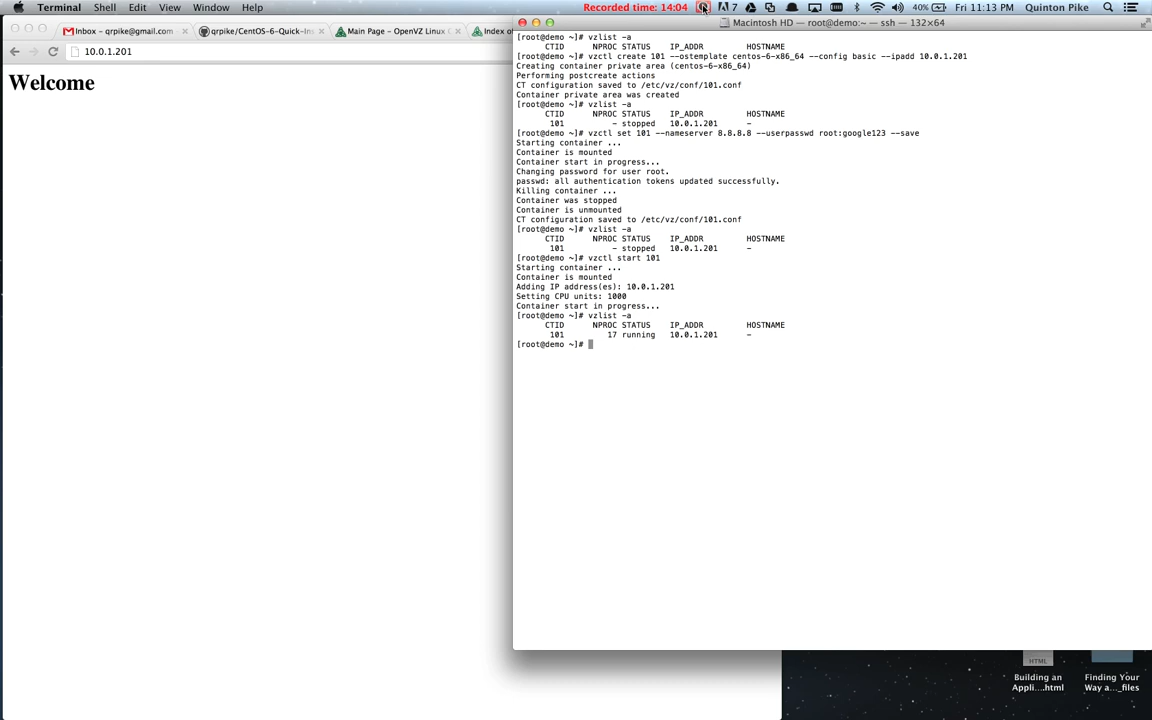 Terminal Shell Edit View Window Help Recorded time: 14:04 7 40% Fri 11:13 PM Quinton Pike
Inbox - qrpike@gmail.com qrpike/CentOS-6-Quick-Ins Main Page - OpenVZ Linux Index of
10.0.1.201
Welcome
Macintosh HD — root@demo:~ — ssh — 132×64
[root@demo ~]# vzlist -a
CTID NPROC STATUS IP_ADDR HOSTNAME
[root@demo ~]# vzctl create 101 --ostemplate centos-6-x86_64 --config basic --ipadd 10.0.1.201
Creating container private area (centos-6-x86_64)
Performing postcreate actions
CT configuration saved to /etc/vz/conf/101.conf
Container private area was created
[root@demo ~]# vzlist -a
CTID NPROC STATUS IP_ADDR HOSTNAME
101 - stopped 10.0.1.201 -
[root@demo ~]# vzctl set 101 --nameserver 8.8.8.8 --userpasswd root:google123 --save
Starting container ...
Container is mounted
Container start in progress...
Changing password for user root.
passwd: all authentication tokens updated successfully.
Killing container ...
Container was stopped
Container is unmounted
CT configuration saved to /etc/vz/conf/101.conf
[root@demo ~]# vzlist -a
CTID NPROC STATUS IP_ADDR HOSTNAME
101 - stopped 10.0.1.201 -
[root@demo ~]# vzctl start 101
Starting container ...
Container is mounted
Adding IP address(es): 10.0.1.201
Setting CPU units: 1000
Container start in progress...
[root@demo ~]# vzlist -a
CTID NPROC STATUS IP_ADDR HOSTNAME
101 17 running 10.0.1.201 -
[root@demo ~]#
HTML
Building an Appli....html
Finding Your Way a..._files